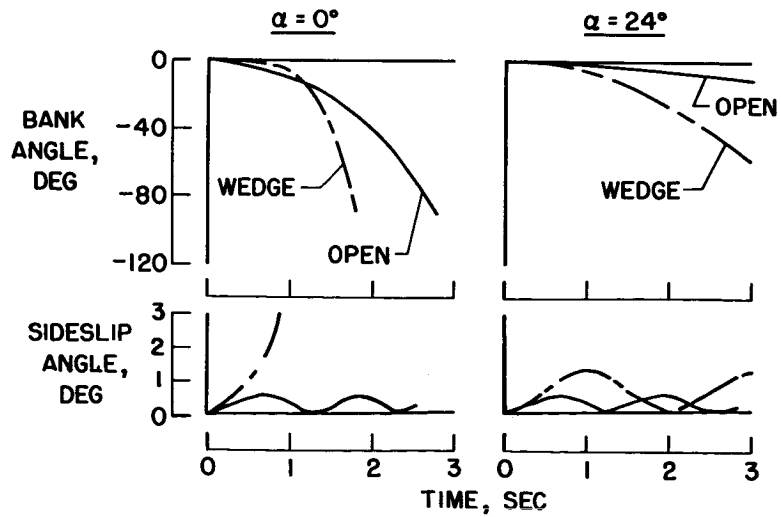 α = 0°
α = 24°
0
-40
-80
-120
BANK
ANGLE,
DEG
WEDGE
OPEN
OPEN
WEDGE
3
2
1
0
SIDESLIP
ANGLE,
DEG
0 1 2 3
0 1 2 3
TIME, SEC